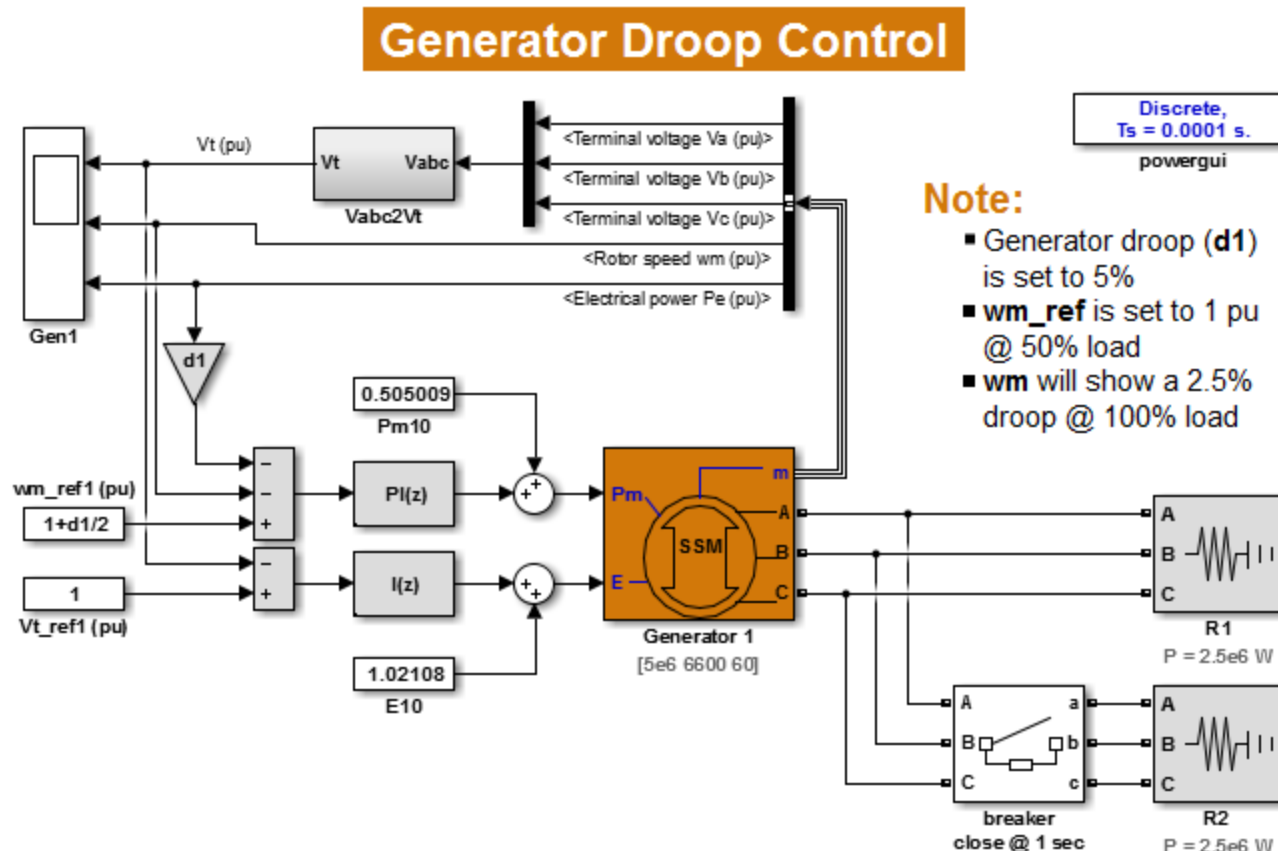 Generator Droop Control
Discrete,
Ts = 0.0001 s.
powergui
Vt (pu)
Vt
Vabc
Vabc2Vt
<Terminal voltage Va (pu)>
<Terminal voltage Vb (pu)>
<Terminal voltage Vc (pu)>
<Rotor speed wm (pu)>
<Electrical power Pe (pu)>
Gen1
Note:
▪ Generator droop (d1)
is set to 5%
▪ wm_ref is set to 1 pu
@ 50% load
▪ wm will show a 2.5%
droop @ 100% load
d1
0.505009
Pm10
wm_ref1 (pu)
1+d1/2
−
−
+
PI(z)
+
+
1
Vt_ref1 (pu)
−
+
I(z)
+
+
1.02108
E10
Pm
E
m
A
B
C
SSM
Generator 1
[5e6 6600 60]
A
B
C
R1
P = 2.5e6 W
A
B
C
a
b
c
breaker
close @ 1 sec
A
B
C
R2
P = 2.5e6 W